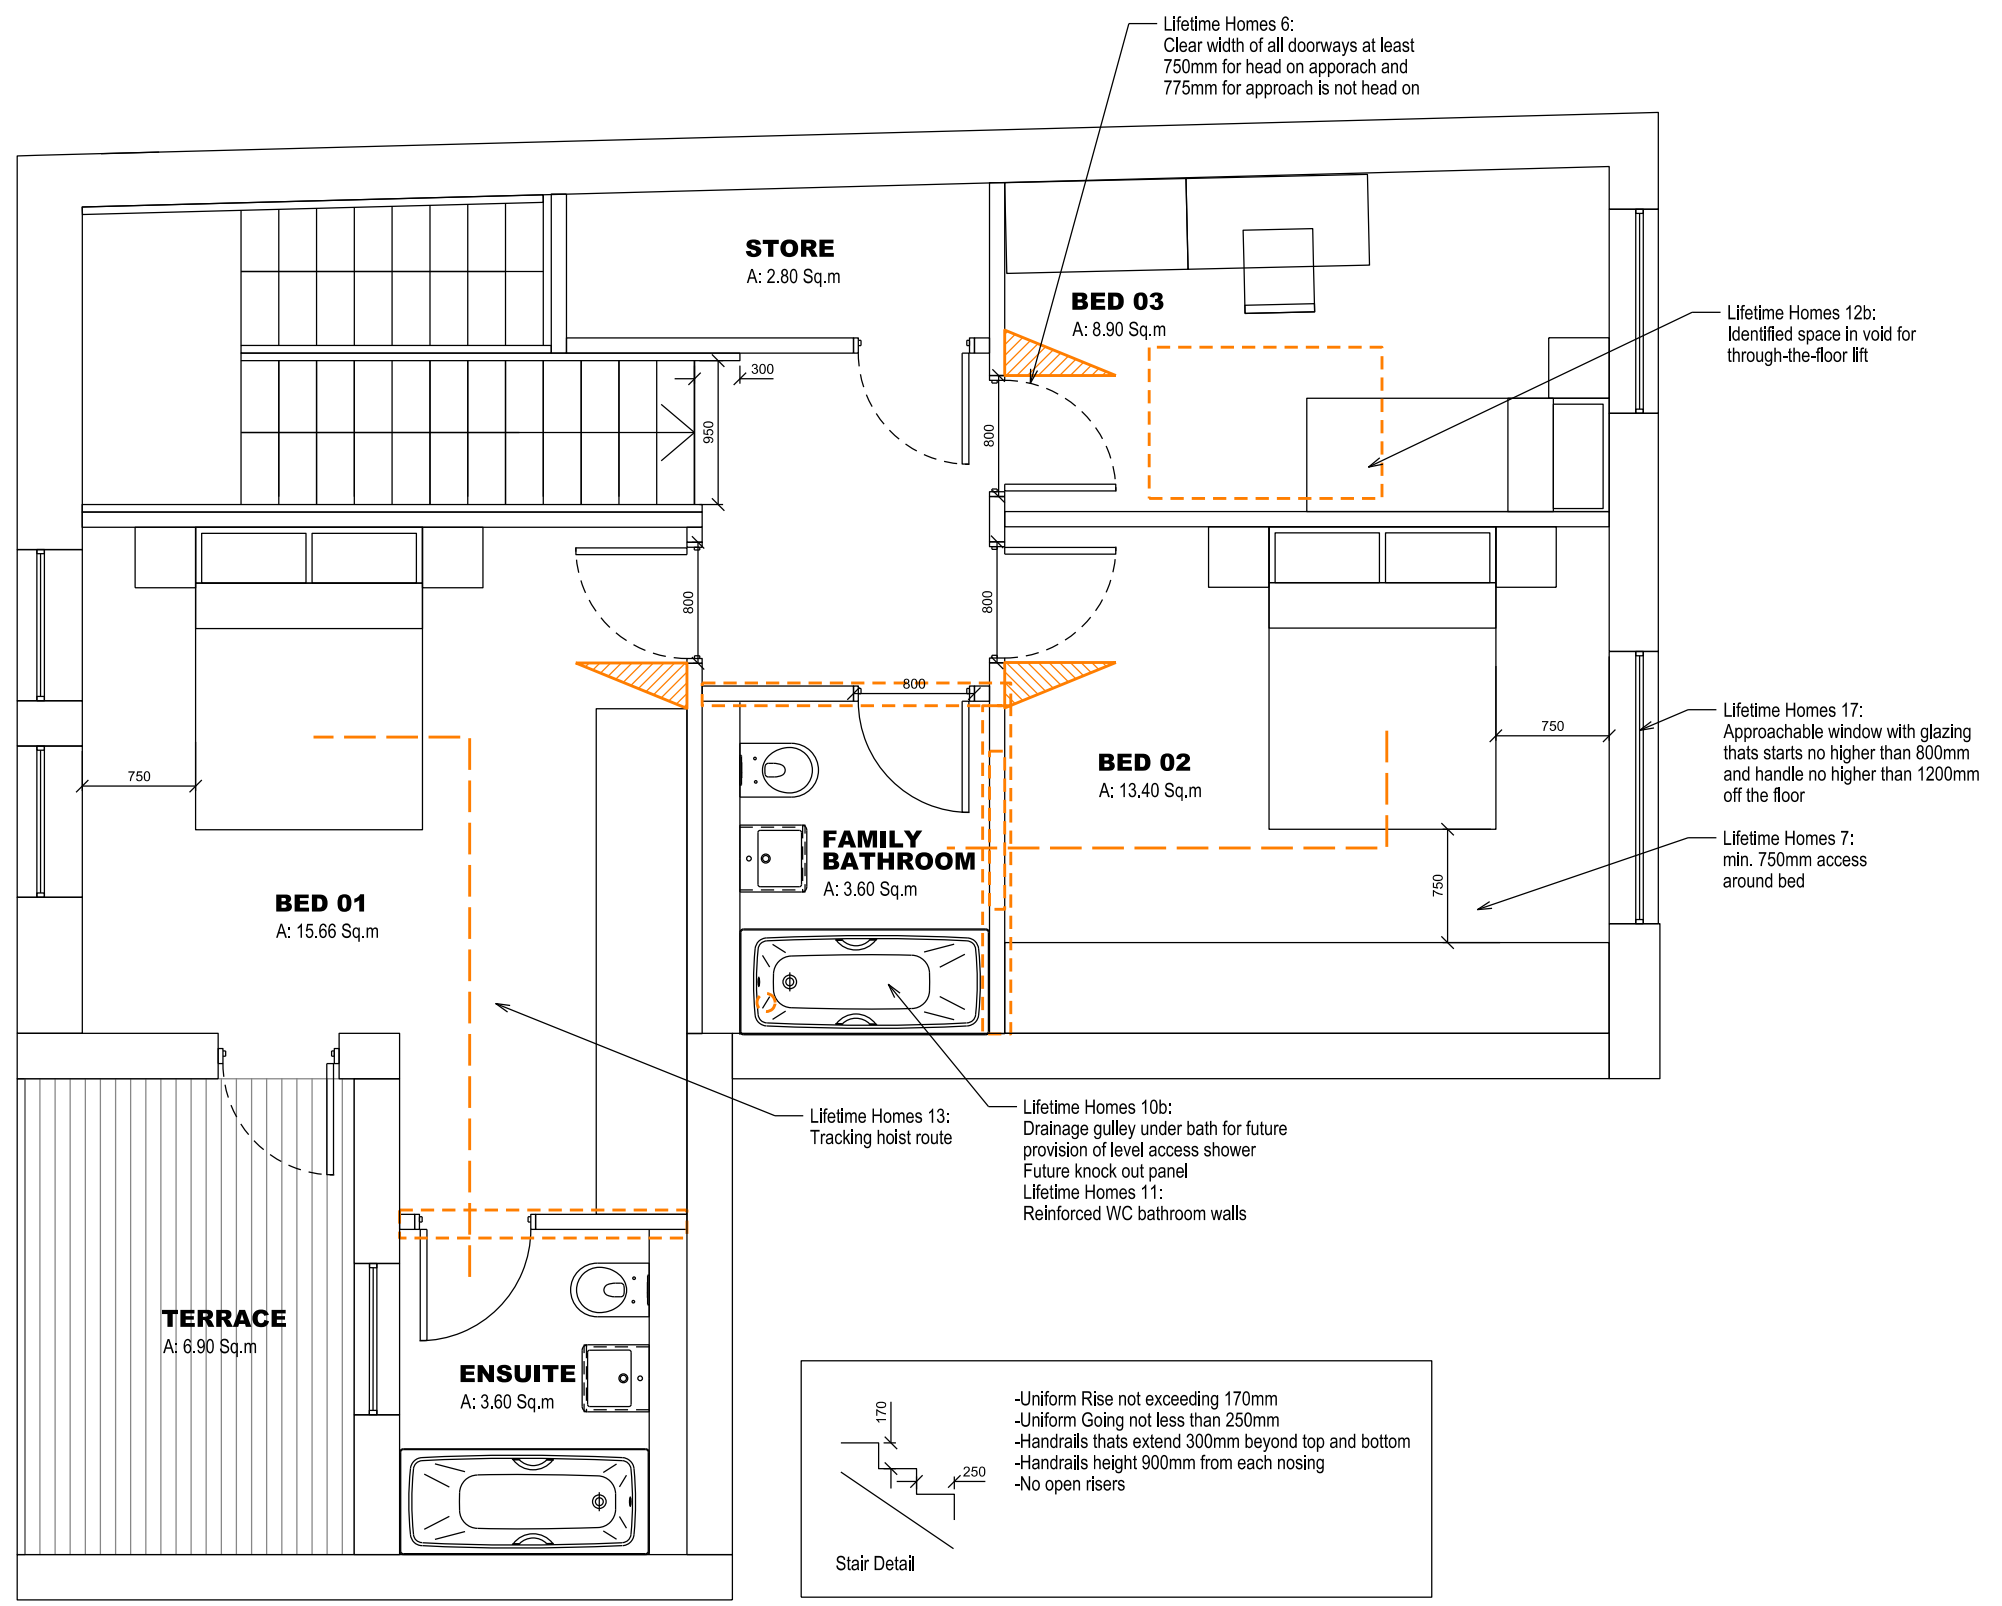 Lifetime Homes 6:
Clear width of all doorways at least
750mm for head on apporach and
775mm for approach is not head on
STORE
A: 2.80 Sq.m
BED 03
A: 8.90 Sq.m
Lifetime Homes 12b:
Identified space in void for
through-the-floor lift
300
950
800
800
800
800
750
750
750
BED 02
A: 13.40 Sq.m
Lifetime Homes 17:
Approachable window with glazing
thats starts no higher than 800mm
and handle no higher than 1200mm
off the floor
Lifetime Homes 7:
min. 750mm access
around bed
FAMILY
BATHROOM
A: 3.60 Sq.m
BED 01
A: 15.66 Sq.m
Lifetime Homes 13:
Tracking hoist route
Lifetime Homes 10b:
Drainage gulley under bath for future
provision of level access shower
Future knock out panel
Lifetime Homes 11:
Reinforced WC bathroom walls
TERRACE
A: 6.90 Sq.m
ENSUITE
A: 3.60 Sq.m
170
250
Stair Detail
-Uniform Rise not exceeding 170mm
-Uniform Going not less than 250mm
-Handrails thats extend 300mm beyond top and bottom
-Handrails height 900mm from each nosing
-No open risers